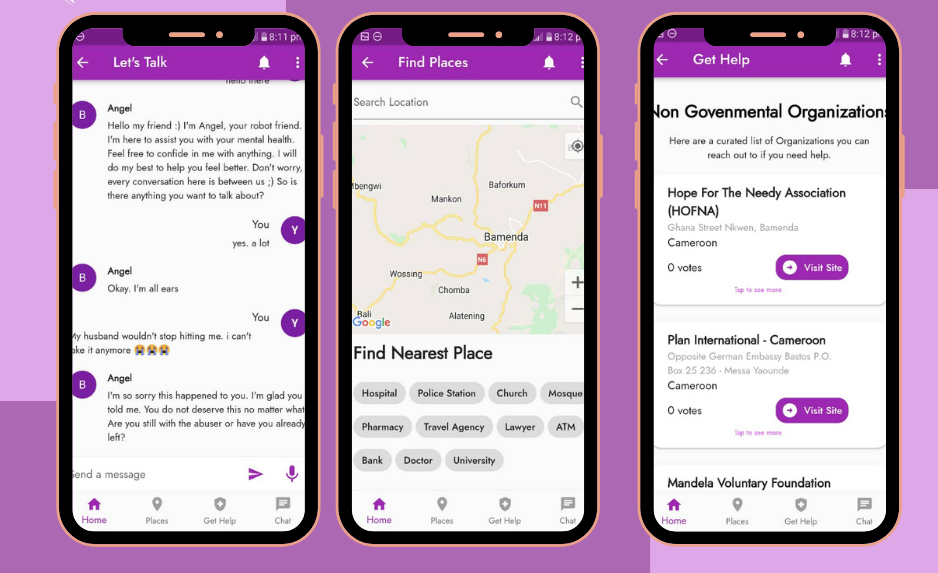 8:11 pm
Let's Talk
hello there
B
Angel
Hello my friend :) I'm Angel, your robot friend.
I'm here to assist you with your mental health.
Feel free to confide in me with anything. I will
do my best to help you feel better. Don't worry,
every conversation here is between us ;) So is
there anything you want to talk about?
You
Y
yes. a lot
B
Angel
Okay. I'm all ears
You
Y
My husband wouldn't stop hitting me. i can't
take it anymore 😭😭😭
B
Angel
I'm so sorry this happened to you. I'm glad you
told me. You do not deserve this no matter what
Are you still with the abuser or have you already
left?
Send a message
Home Places Get Help Chat
8:12 p
Find Places
Search Location
Mbengwi
Baforkum
Mankon
N11
Bamenda
N6
Wossing
Chomba
Bali
Alatening
Google
Find Nearest Place
Hospital Police Station Church Mosque
Pharmacy Travel Agency Lawyer ATM
Bank Doctor University
Home Places Get Help Chat
8:12 p
Get Help
Non Govenmental Organizations
Here are a curated list of Organizations you can
reach out to if you need help.
Hope For The Needy Association
(HOFNA)
Ghana Street Nkwen, Bamenda
Cameroon
0 votes Visit Site
Tap to see more
Plan International - Cameroon
Opposite German Embassy Bastos P.O.
Box 25 236 - Messa Yaounde
Cameroon
0 votes Visit Site
Tap to see more
Mandela Voluntary Foundation
Home Places Get Help Chat